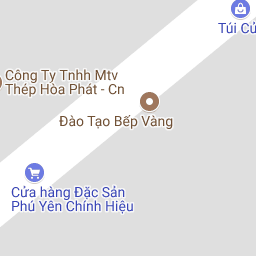 Túi Củ
Công Ty Tnhh Mtv
Thép Hòa Phát - Cn
Đào Tạo Bếp Vàng
Cửa hàng Đặc Sản
Phú Yên Chính Hiệu